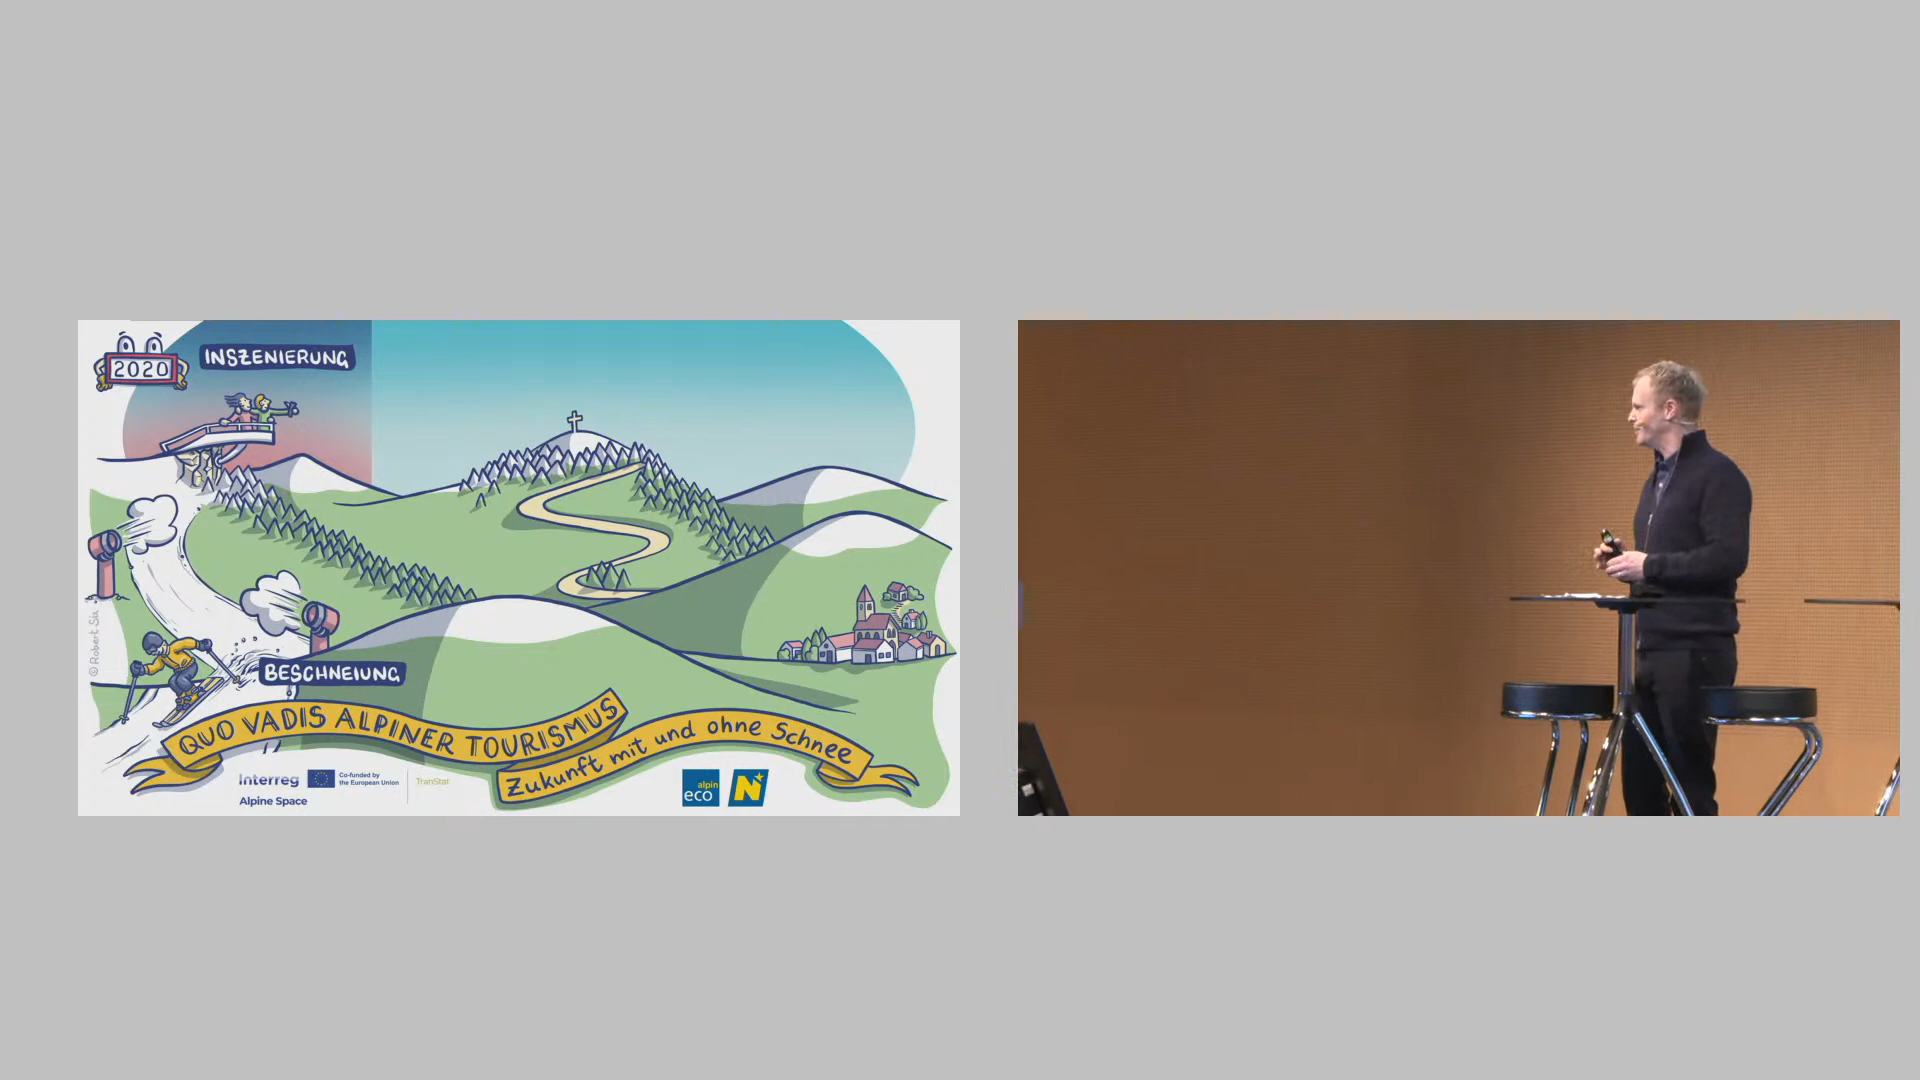 2020
INSZENIERUNG
© Robert Six
BESCHNEIUNG
QUO VADIS ALPINER TOURISMUS
Zukunft mit und ohne Schnee
Interreg
Co-funded by
the European Union
TranStat
Alpine Space
alpin
eco
N